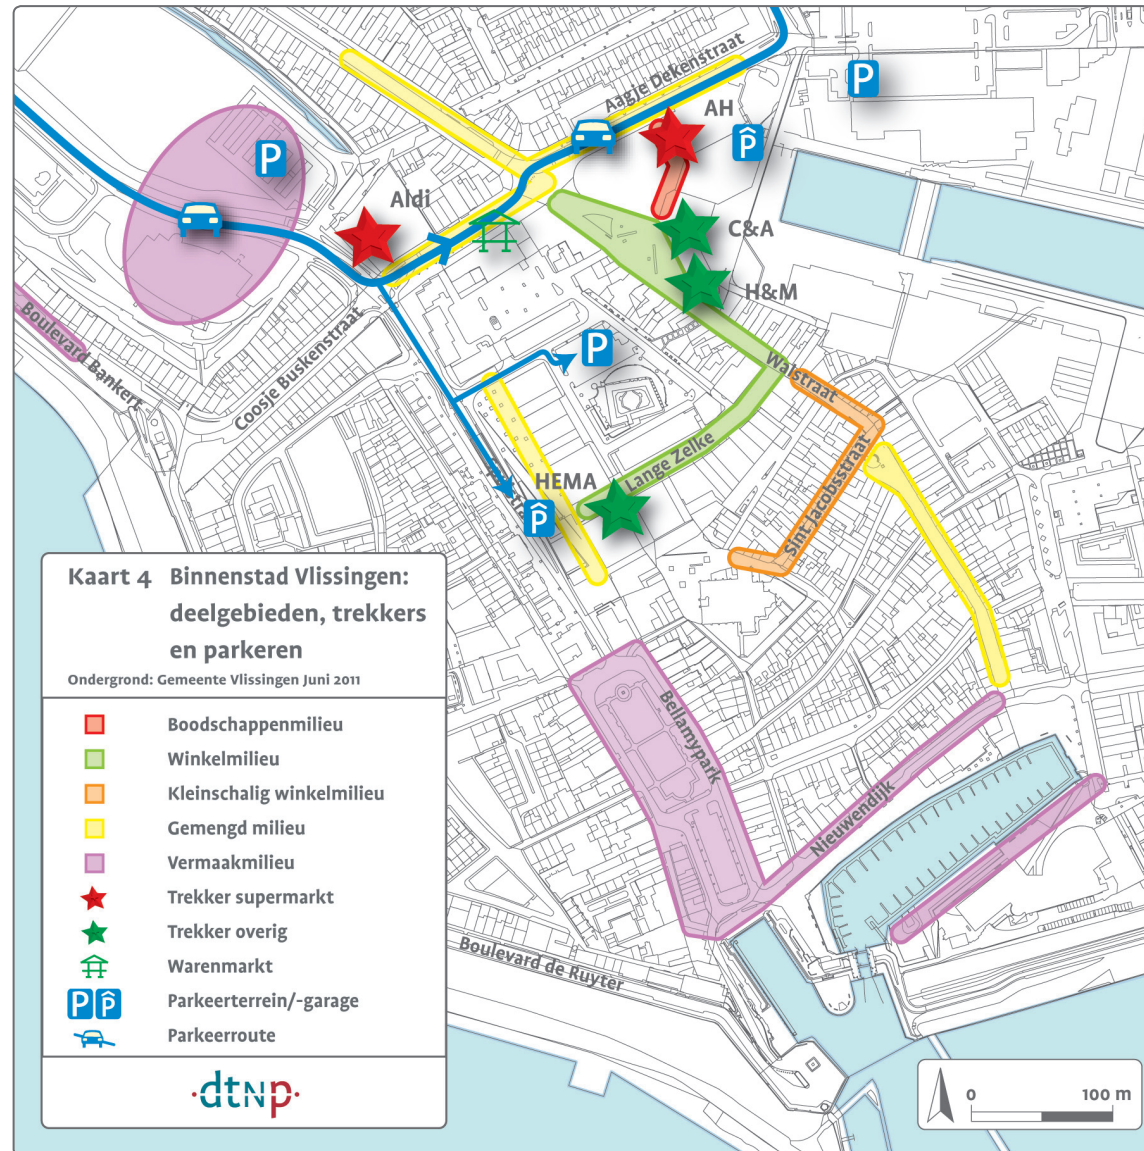 Aagje Dekenstraat
P
AH
P
P
Aldi
C&A
H&M
Boulevard Bankert
Coosje Buskenstraat
P
Walstraat
HEMA
Lange Zelke
P
Sint Jacobsstraat
Kaart 4 Binnenstad Vlissingen:
deelgebieden, trekkers
en parkeren
Ondergrond: Gemeente Vlissingen Juni 2011
Boodschappenmilieu
Winkelmilieu
Kleinschalig winkelmilieu
Gemengd milieu
Vermaakmilieu
Trekker supermarkt
Trekker overig
Warenmarkt
P P Parkeerterrein/-garage
Parkeerroute
·dtnp·
Bellamypark
Nieuwendijk
Boulevard de Ruyter
0 100 m